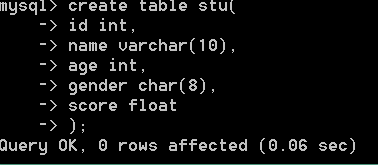 mysql> create table stu(
-> id int,
-> name varchar(10),
-> age int,
-> gender char(8),
-> score float
-> );
Query OK, 0 rows affected (0.06 sec)